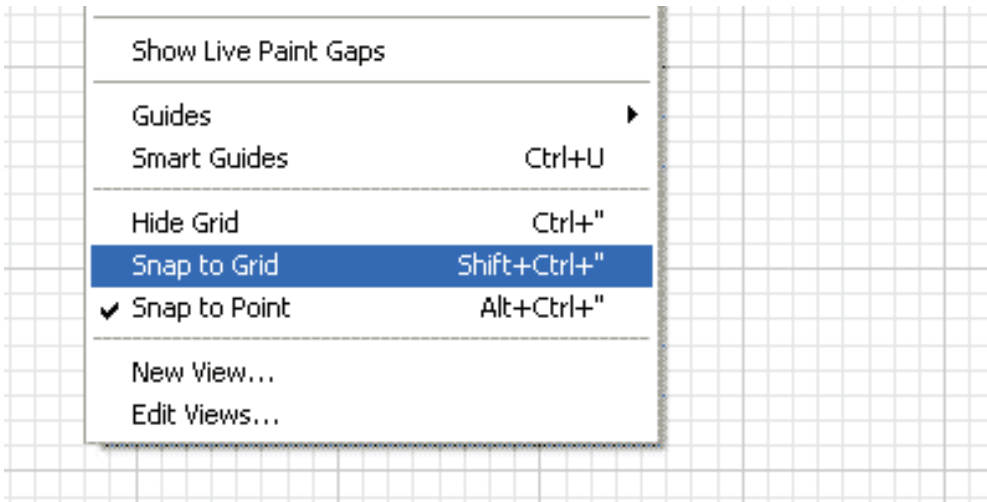 Show Live Paint Gaps
Guides
Smart Guides Ctrl+U
Hide Grid Ctrl+"
Snap to Grid Shift+Ctrl+"
Snap to Point Alt+Ctrl+"
New View...
Edit Views...